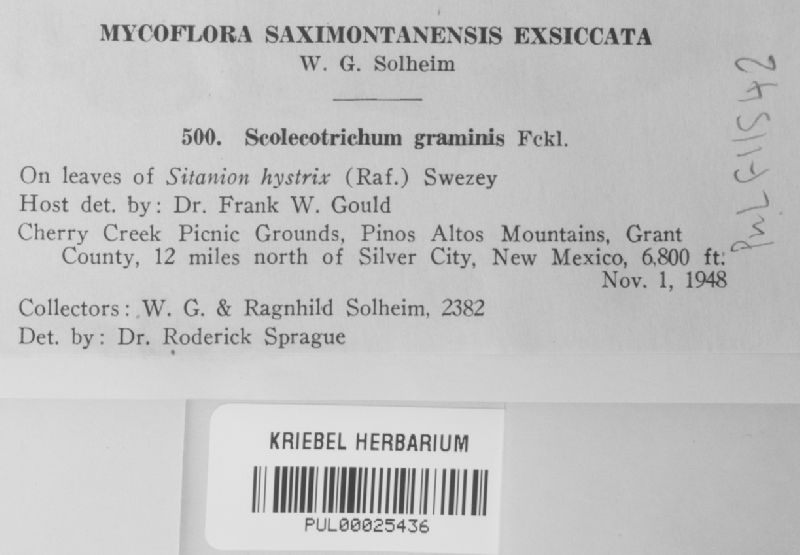 MYCOFLORA SAXIMONTANENSIS EXSICCATA
W. G. Solheim
500. Scolecotrichum graminis Fckl.
On leaves of Sitanion hystrix (Raf.) Swezey
Host det. by: Dr. Frank W. Gould
Cherry Creek Picnic Grounds, Pinos Altos Mountains, Grant
County, 12 miles north of Silver City, New Mexico, 6,800 ft.
Nov. 1, 1948
Collectors: W. G. & Ragnhild Solheim, 2382
Det. by: Dr. Roderick Sprague
PUL F11542
KRIEBEL HERBARIUM
PUL00025436